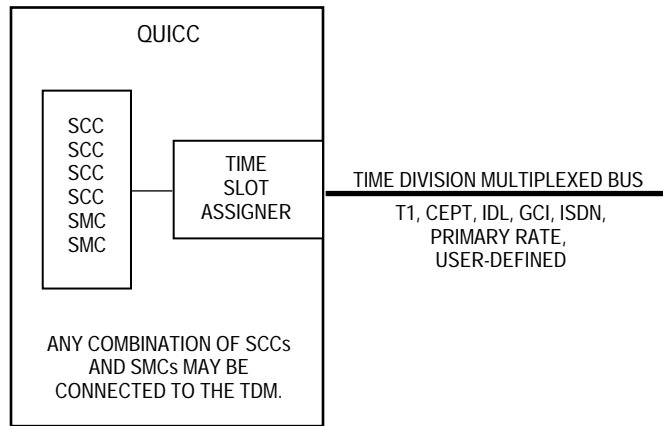 QUICC
SCC
SCC
SCC
SCC
SMC
SMC
TIME
SLOT
ASSIGNER
TIME DIVISION MULTIPLEXED BUS
T1, CEPT, IDL, GCI, ISDN,
PRIMARY RATE,
USER-DEFINED
ANY COMBINATION OF SCCs
AND SMCs MAY BE
CONNECTED TO THE TDM.